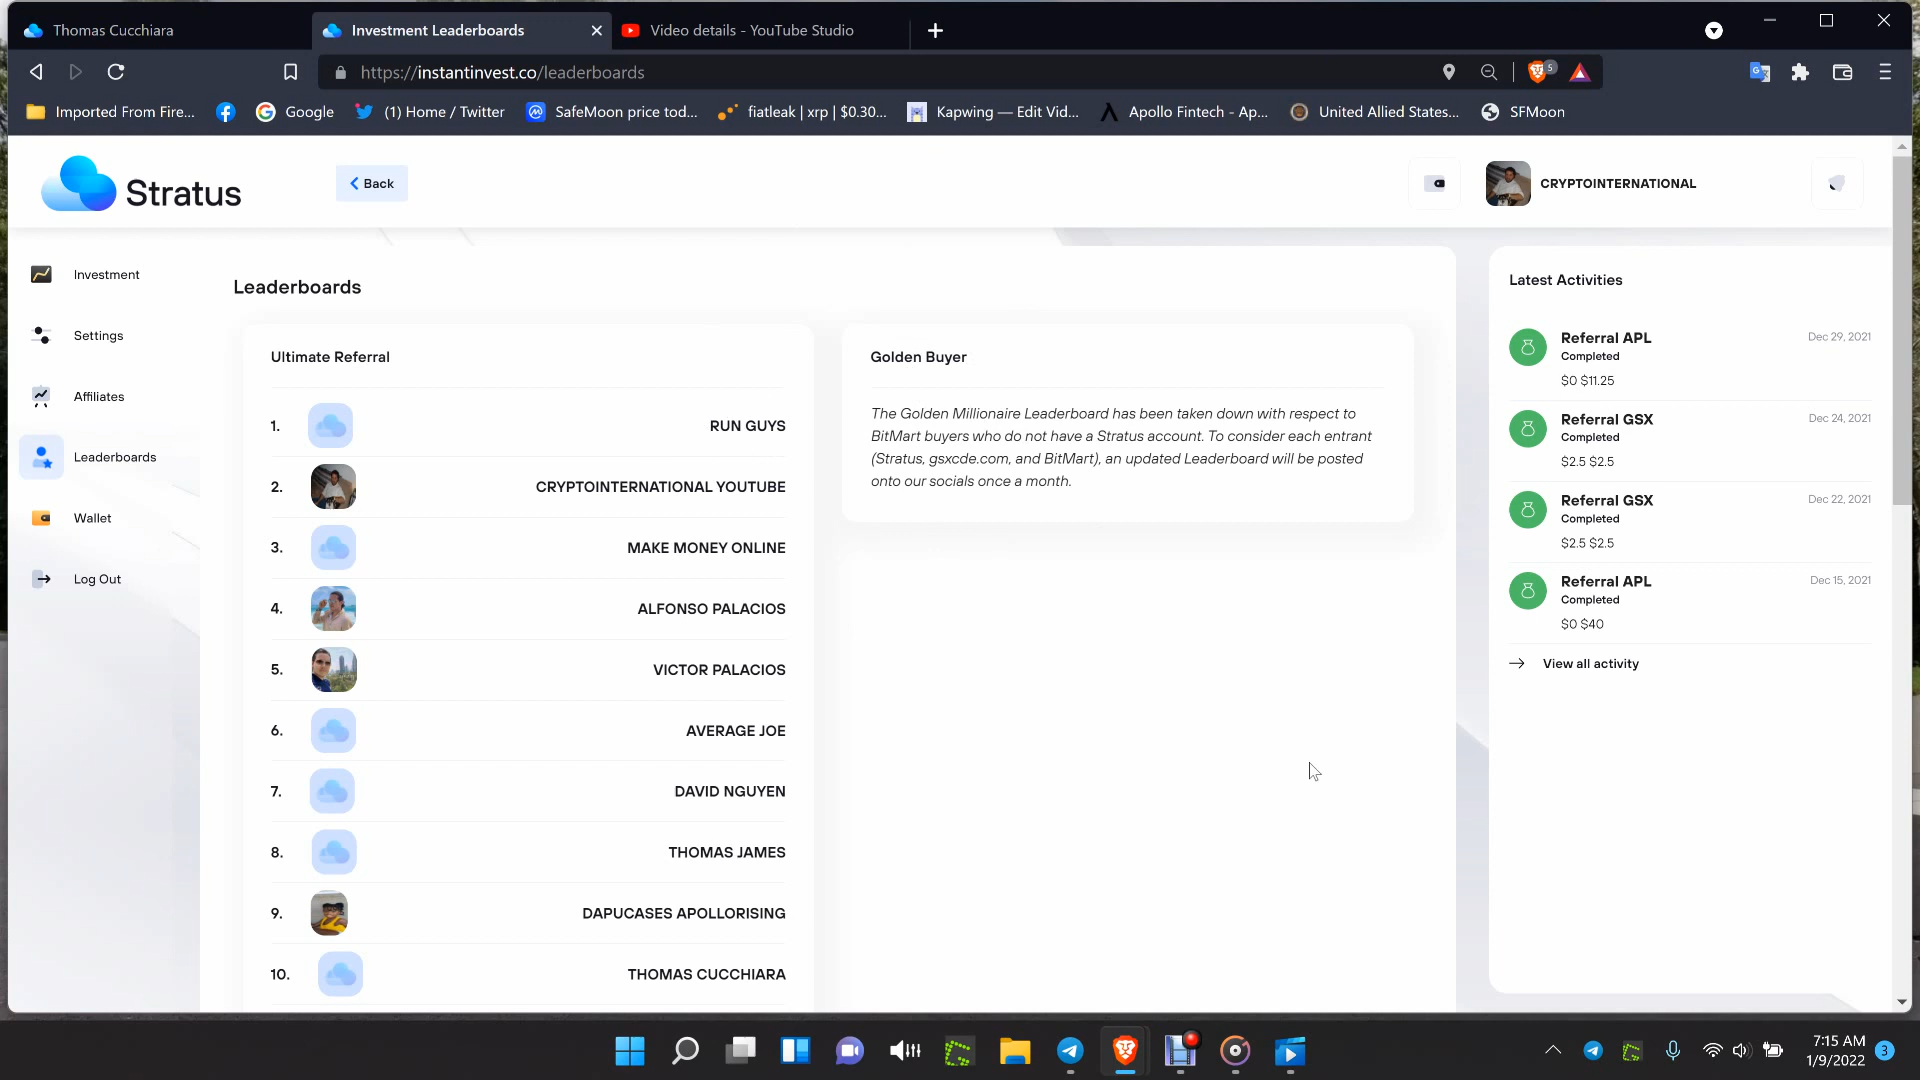 Thomas Cucchiara
Investment Leaderboards
Video details - YouTube Studio
https://instantinvest.co/leaderboards
5
Imported From Fire...
Google
(1) Home / Twitter
SafeMoon price tod...
fiatleak | xrp | $0.30...
Kapwing — Edit Vid...
Apollo Fintech - Ap...
United Allied States...
SFMoon
Stratus
Back
CRYPTOINTERNATIONAL
Investment
Settings
Affiliates
Leaderboards
Wallet
Log Out
Leaderboards
Ultimate Referral
1. RUN GUYS
2. CRYPTOINTERNATIONAL YOUTUBE
3. MAKE MONEY ONLINE
4. ALFONSO PALACIOS
5. VICTOR PALACIOS
6. AVERAGE JOE
7. DAVID NGUYEN
8. THOMAS JAMES
9. DAPUCASES APOLLORISING
10. THOMAS CUCCHIARA
Golden Buyer
The Golden Millionaire Leaderboard has been taken down with respect to
BitMart buyers who do not have a Stratus account. To consider each entrant
(Stratus, gsxcde.com, and BitMart), an updated Leaderboard will be posted
onto our socials once a month.
Latest Activities
Referral APL Dec 29, 2021
Completed
$0 $11.25
Referral GSX Dec 24, 2021
Completed
$2.5 $2.5
Referral GSX Dec 22, 2021
Completed
$2.5 $2.5
Referral APL Dec 15, 2021
Completed
$0 $40
View all activity
7:15 AM
1/9/2022
3